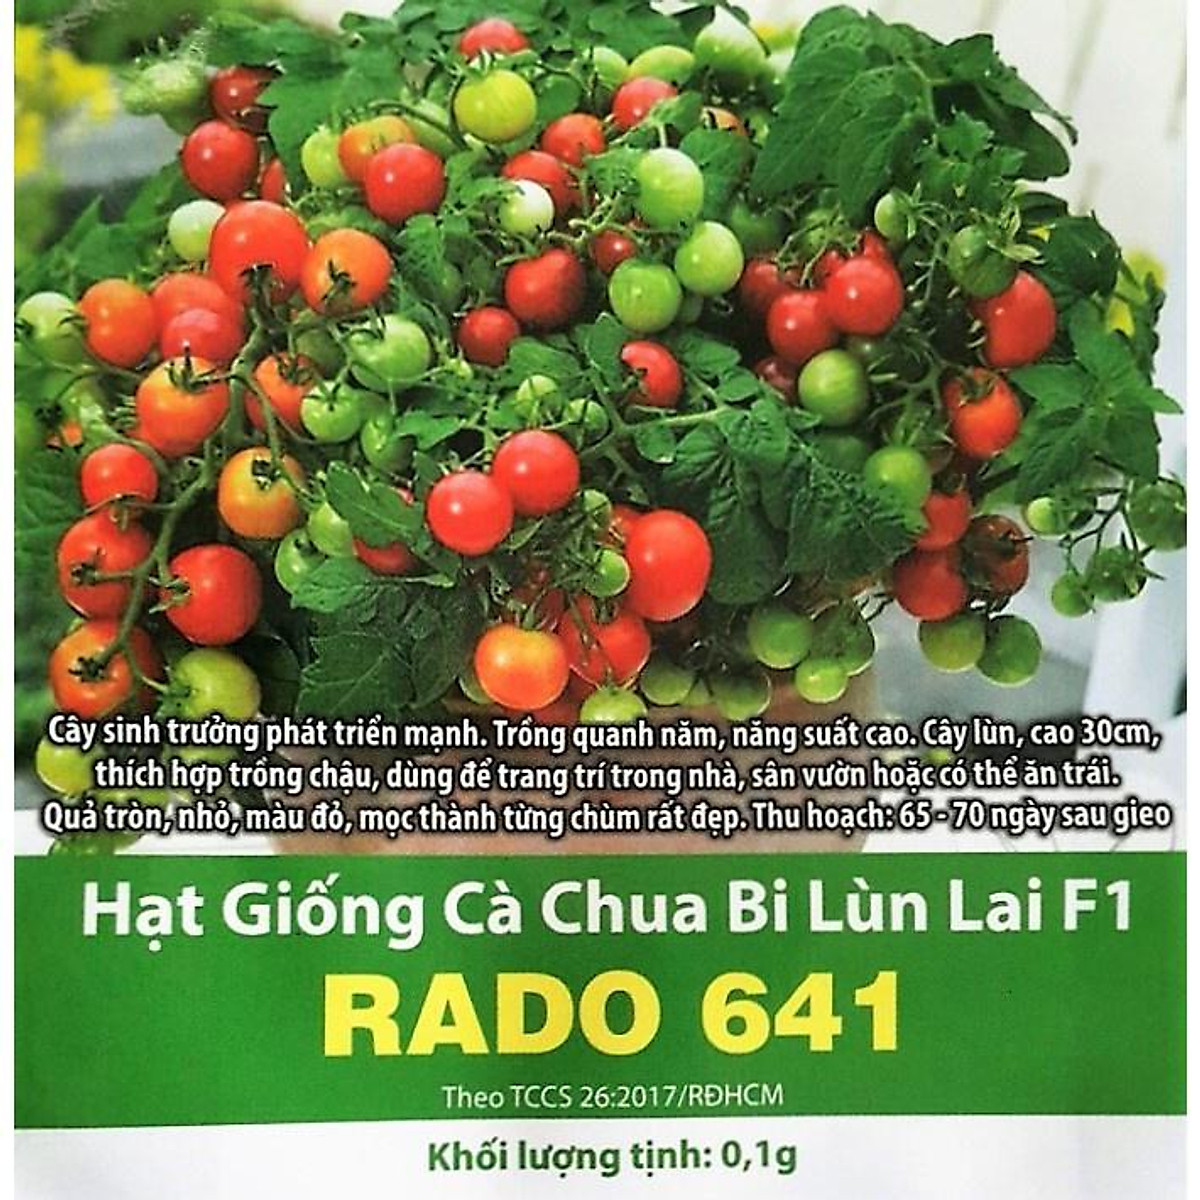 Cây sinh trưởng phát triển mạnh. Trồng quanh năm, năng suất cao. Cây lùn, cao 30cm,
thích hợp trồng chậu, dùng để trang trí trong nhà, sân vườn hoặc có thể ăn trái.
Quả tròn, nhỏ, màu đỏ, mọc thành từng chùm rất đẹp. Thu hoạch: 65 - 70 ngày sau gieo
Hạt Giống Cà Chua Bi Lùn Lai F1
RADO 641
Theo TCCS 26:2017/RĐHCM
Khối lượng tịnh: 0,1g